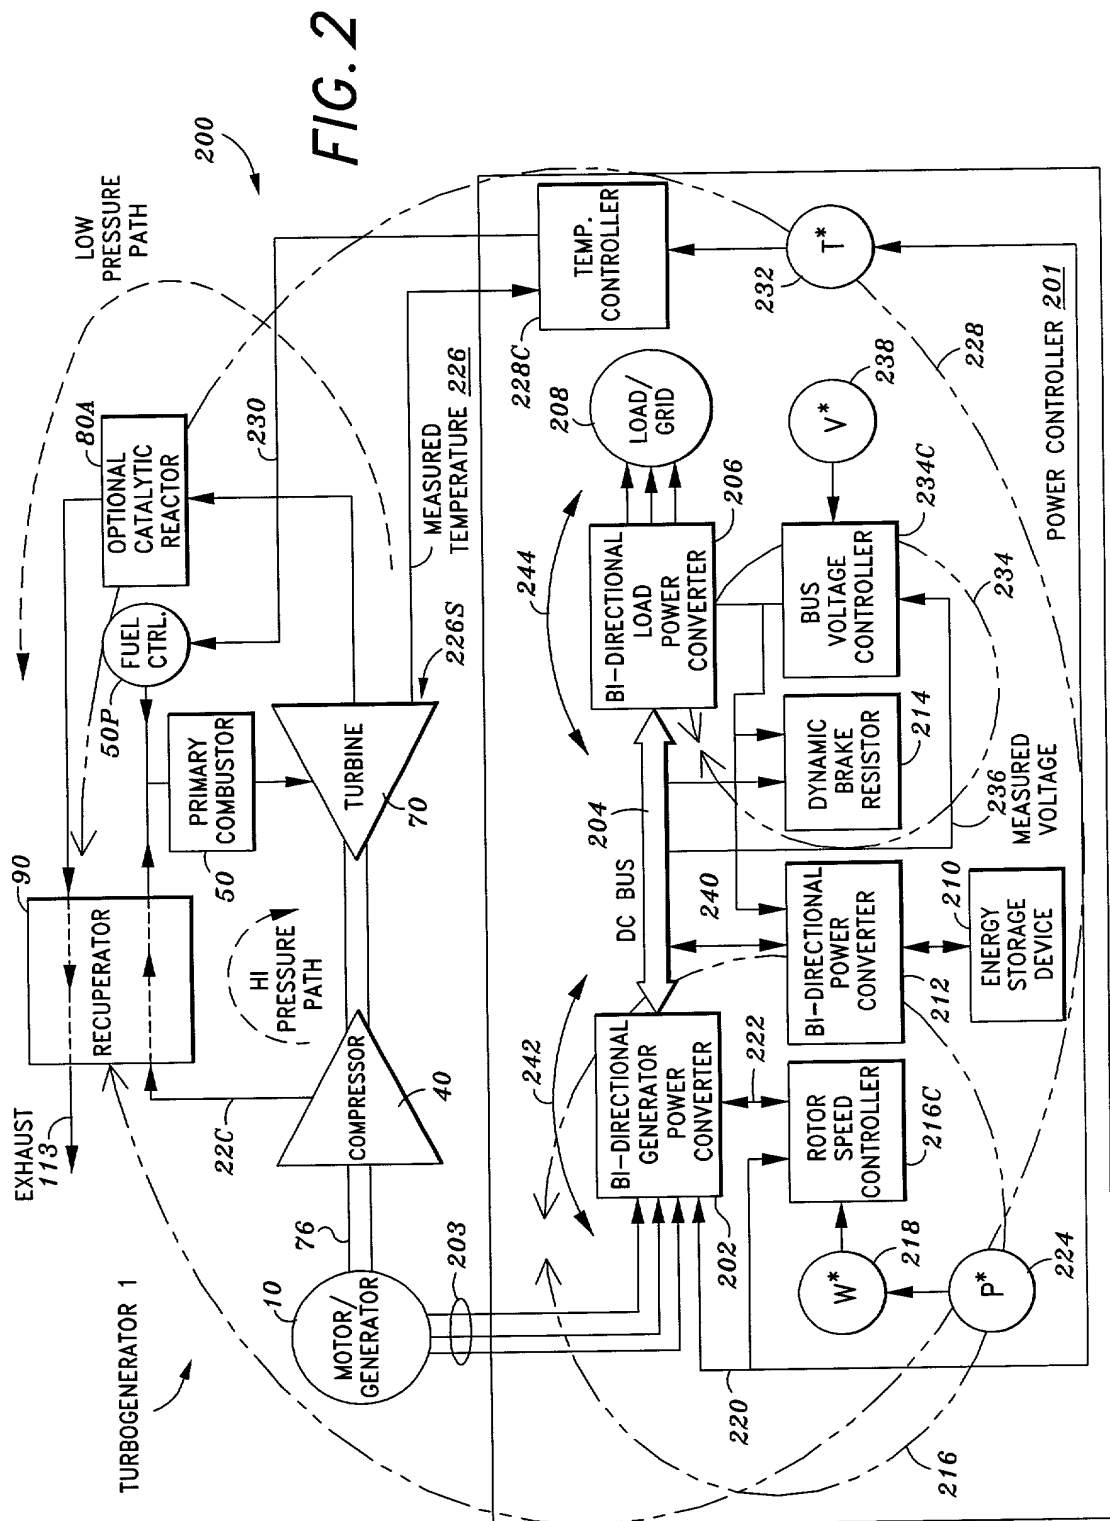 FIG. 2
200
LOW
PRESSURE
PATH
TURBOGENERATOR 1
EXHAUST
113
90
RECUPERATOR
22C
HI
PRESSURE
PATH
50P
FUEL
CTRL.
80A
OPTIONAL
CATALYTIC
REACTOR
230
PRIMARY
COMBUSTOR
50
10
MOTOR/
GENERATOR
76
COMPRESSOR
40
TURBINE
70
226S
MEASURED
TEMPERATURE 226
203
242
BI-DIRECTIONAL
GENERATOR
POWER
CONVERTER
202
DC BUS
204
244
BI-DIRECTIONAL
LOAD
POWER
CONVERTER
206
208
LOAD/
GRID
228C
TEMP.
CONTROLLER
220
222
240
ROTOR
SPEED
CONTROLLER
216C
BI-DIRECTIONAL
POWER
CONVERTER
212
DYNAMIC
BRAKE
RESISTOR
214
BUS
VOLTAGE
CONTROLLER
234C
V*
238
232
T*
W*
218
P*
224
216
210
ENERGY
STORAGE
DEVICE
236
MEASURED
VOLTAGE
234
228
POWER CONTROLLER 201